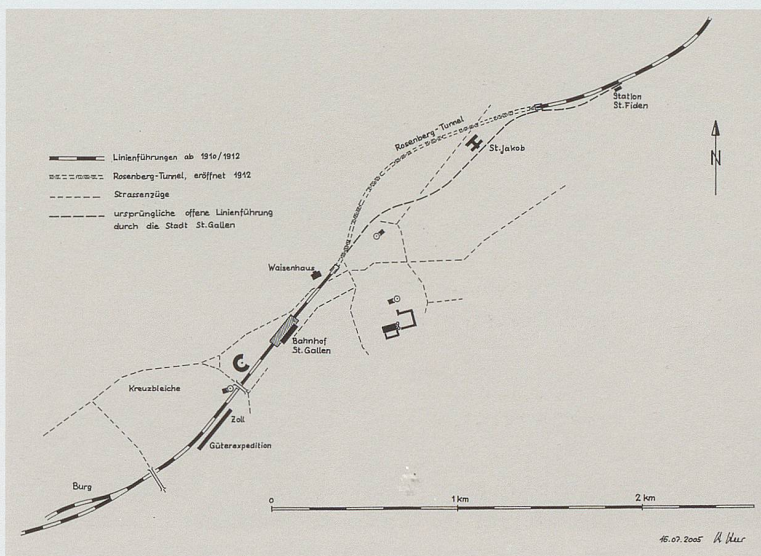 Linienführungen ab 1910/1912
Rosenberg-Tunnel, eröffnet 1912
Strassenzüge
ursprüngliche offene Linienführung
durch die Stadt St.Gallen
Rosenberg-Tunnel
Station
St.Fiden
St.Jakob
N
Waisenhaus
Bahnhof
St.Gallen
Kreuzbleiche
Zoll
Güterexpedition
Burg
0
1 km
2 km
16.07.2005